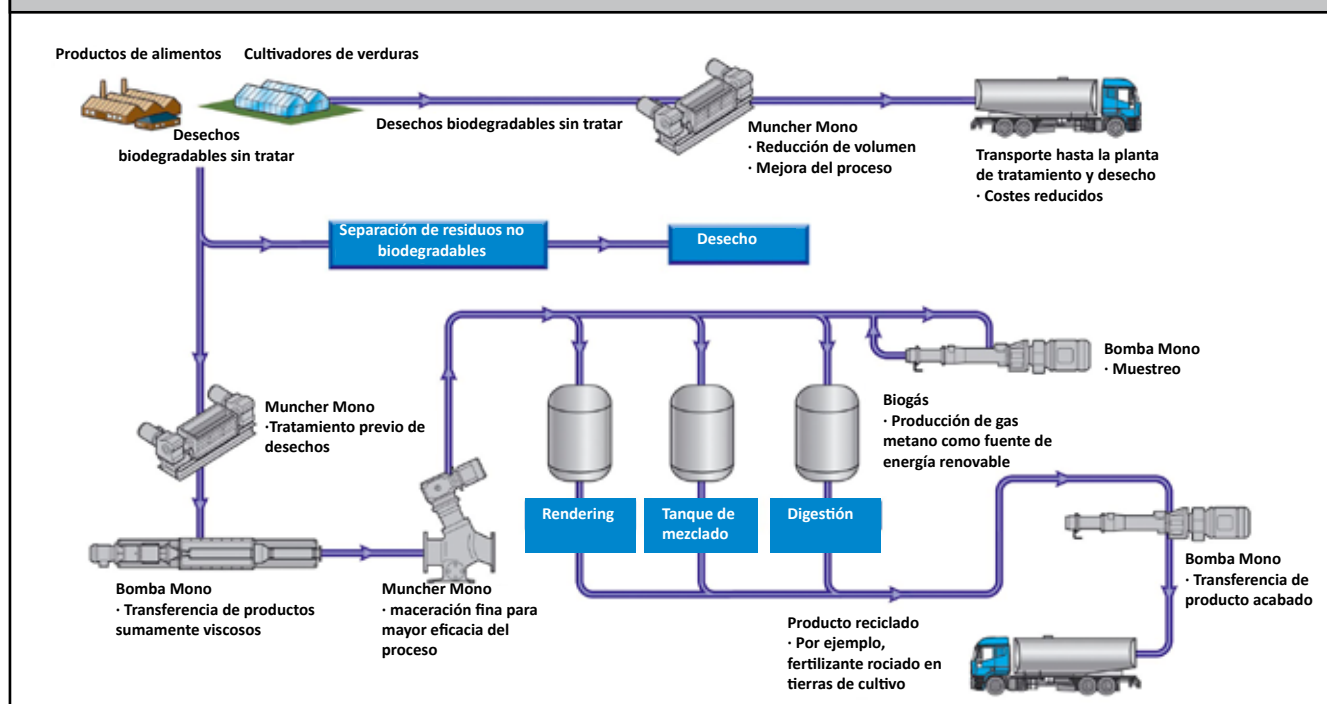 Productos de alimentos
Cultivadores de verduras
Desechos
biodegradables sin tratar
Desechos biodegradables sin tratar
Muncher Mono
· Reducción de volumen
· Mejora del proceso
Transporte hasta la planta
de tratamiento y desecho
· Costes reducidos
Separación de residuos no
biodegradables
Desecho
Muncher Mono
·Tratamiento previo de
desechos
Bomba Mono
· Muestreo
Biogás
· Producción de gas
metano como fuente de
energía renovable
Rendering
Tanque de
mezclado
Digestión
Bomba Mono
· Transferencia de productos
sumamente viscosos
Muncher Mono
· maceración fina para
mayor eficacia del
proceso
Bomba Mono
· Transferencia de
producto acabado
Producto reciclado
· Por ejemplo,
fertilizante rociado en
tierras de cultivo